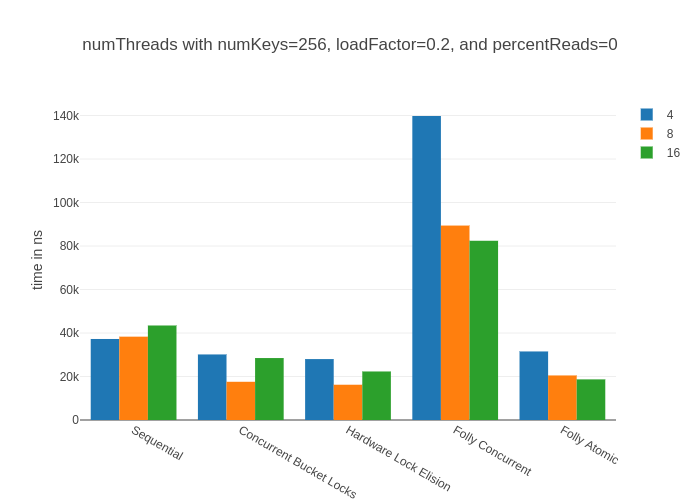 numThreads with numKeys=256, loadFactor=0.2, and percentReads=0
4
8
16
140k
120k
100k
80k
60k
40k
20k
0
time in ns
Sequential
Concurrent Bucket Locks
Hardware Lock Elision
Folly Concurrent
Folly Atomic